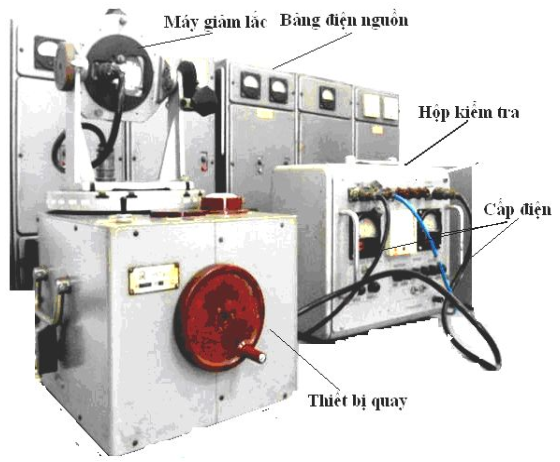 Máy giảm lắc
Bảng điện nguồn
Hộp kiểm tra
Cấp điện
Thiết bị quay